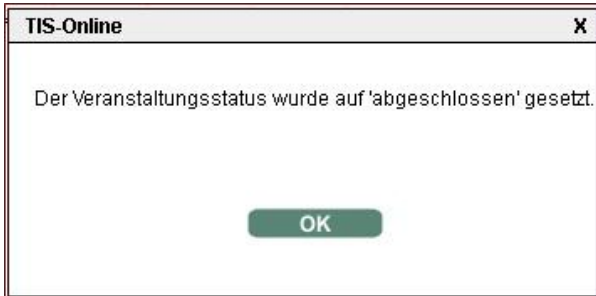 TIS-Online X
Der Veranstaltungsstatus wurde auf 'abgeschlossen' gesetzt.
OK